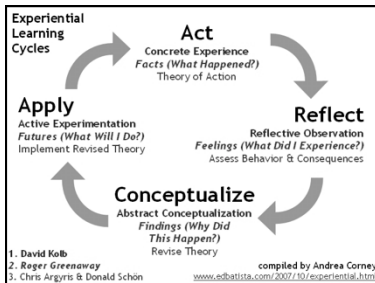 Experiential
Learning
Cycles
Act
Concrete Experience
Facts (What Happened?)
Theory of Action
Reflect
Reflective Observation
Feelings (What Did I Experience?)
Assess Behavior & Consequences
Conceptualize
Abstract Conceptualization
Findings (Why Did
This Happen?)
Revise Theory
Apply
Active Experimentation
Futures (What Will I Do?)
Implement Revised Theory
1. David Kolb
2. Roger Greenaway
3. Chris Argyris & Donald Schön
compiled by Andrea Corney
www.edbatista.com/2007/10/experiential.html